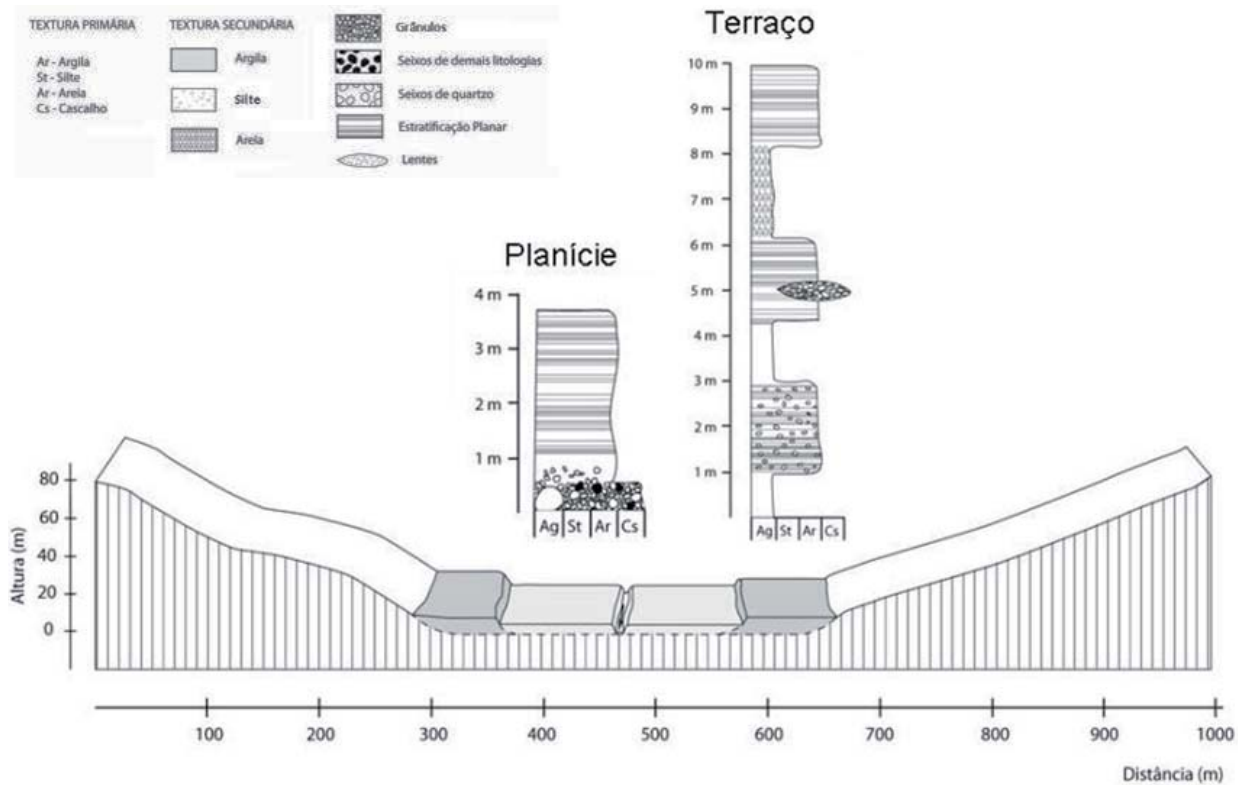 TEXTURA PRIMÁRIA
Ar - Argila
St - Silte
Ar - Areia
Cs - Cascalho
TEXTURA SECUNDÁRIA
Argila
Silte
Areia
Grânulos
Seixos de demais litologias
Seixos de quartzo
Estratificação Planar
Lentes
Terraço
10 m
9 m
8 m
7 m
6 m
5 m
4 m
3 m
2 m
1 m
Ag St Ar Cs
Planície
4 m
3 m
2 m
1 m
Ag St Ar Cs
Altura (m)
80
60
40
20
0
100 200 300 400 500 600 700 800 900 1000
Distância (m)